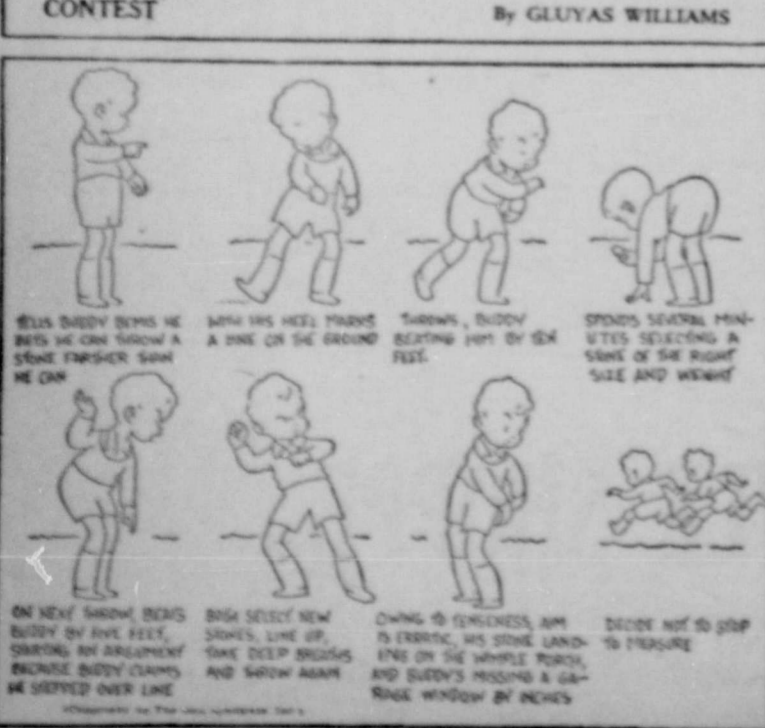 CONTEST
By GLUYAS WILLIAMS
TELLS BUDDY BEMIS HE
BETS HE CAN THROW A
STONE FARTHER THAN
HE CAN
WITH HIS HEEL MARKS
A LINE ON THE GROUND
THROWS, BUDDY
BEATING HIM BY TEN
FEET.
SPENDS SEVERAL MIN-
UTES SELECTING A
STONE OF THE RIGHT
SIZE AND WEIGHT
ON NEXT THROW, BEATS
BUDDY BY FIVE FEET,
STARTING AN ARGUMENT
BECAUSE BUDDY CLAIMS
HE STEPPED OVER LINE
BOTH SELECT NEW
STONES, LINE UP,
TAKE DEEP BREATHS
AND THROW AGAIN
OWING TO TENSENESS, AIM
IS ERRATIC, HIS STONE LAND-
ING ON THE WIMPLE PORCH,
AND BUDDY'S MISSING A GA-
RAGE WINDOW BY INCHES
DECIDE NOT TO STOP
TO MEASURE